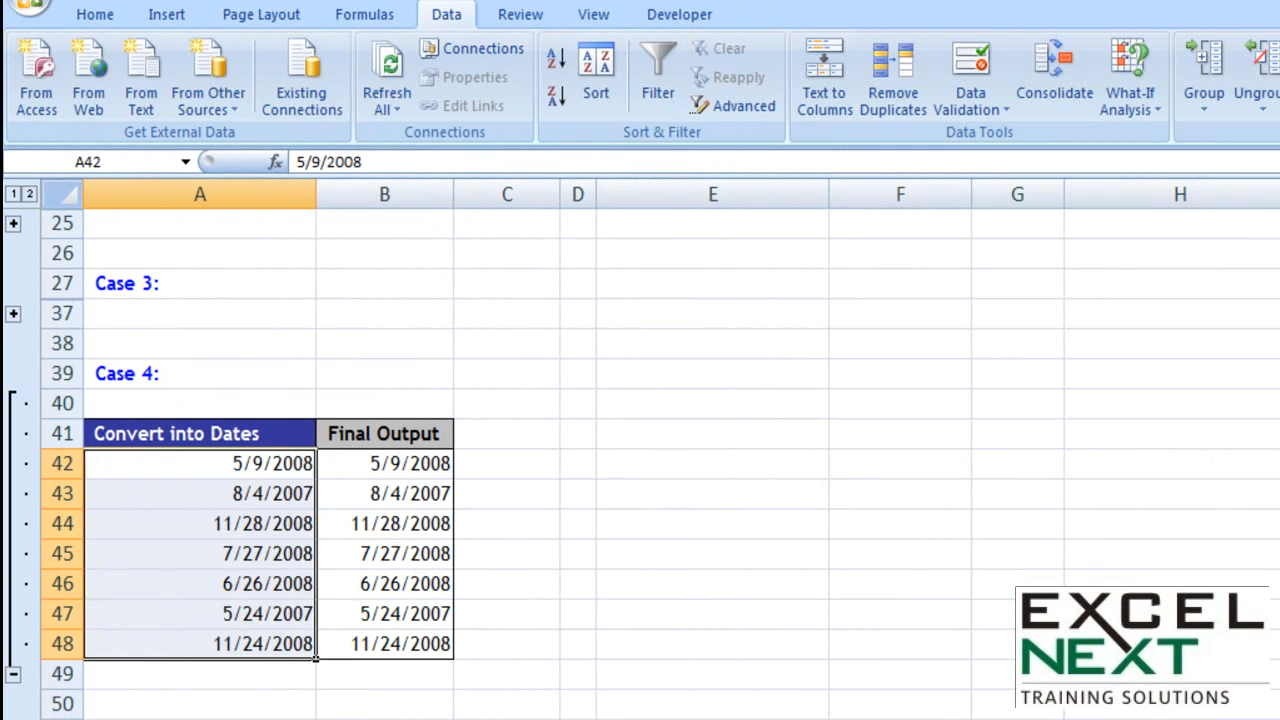 Home Insert Page Layout Formulas Data Review View Developer
From Access
From Web
From Text
From Other Sources
Existing Connections
Get External Data
Refresh All
Connections
Properties
Edit Links
Connections
Sort
Filter
Clear
Reapply
Advanced
Sort & Filter
Text to Columns
Remove Duplicates
Data Validation
Consolidate
What-If Analysis
Data Tools
Group
Ungrou
A42 fx 5/9/2008
1 2 A B C D E F G H
25
26
27 Case 3:
37
38
39 Case 4:
40
41 Convert into Dates Final Output
42 5/9/2008 5/9/2008
43 8/4/2007 8/4/2007
44 11/28/2008 11/28/2008
45 7/27/2008 7/27/2008
46 6/26/2008 6/26/2008
47 5/24/2007 5/24/2007
48 11/24/2008 11/24/2008
49
50
EXCEL
NEXT
TRAINING SOLUTIONS